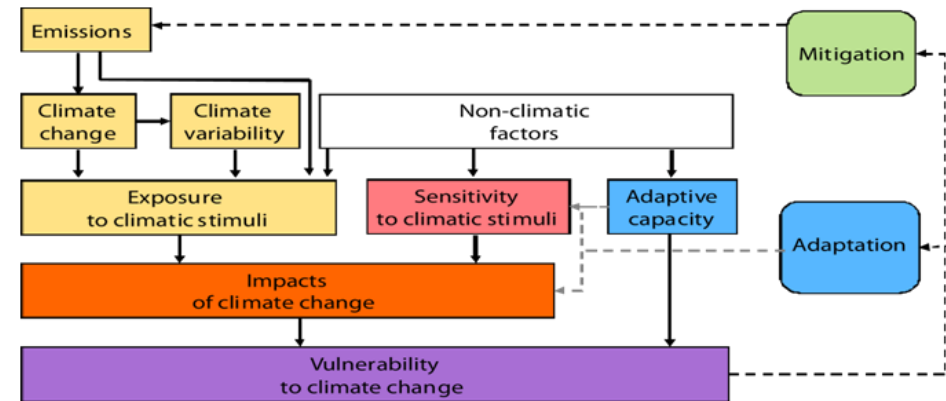 Emissions
Mitigation
Climate
change
Climate
variability
Non-climatic
factors
Exposure
to climatic stimuli
Sensitivity
to climatic stimuli
Adaptive
capacity
Adaptation
Impacts
of climate change
Vulnerability
to climate change